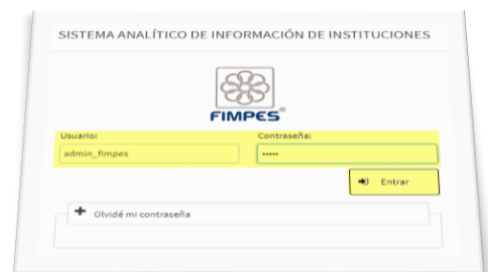 SISTEMA ANALÍTICO DE INFORMACIÓN DE INSTITUCIONES
FIMPES®
Usuario: Contraseña:
admin_fimpes •••••
Entrar
+ Olvidé mi contraseña